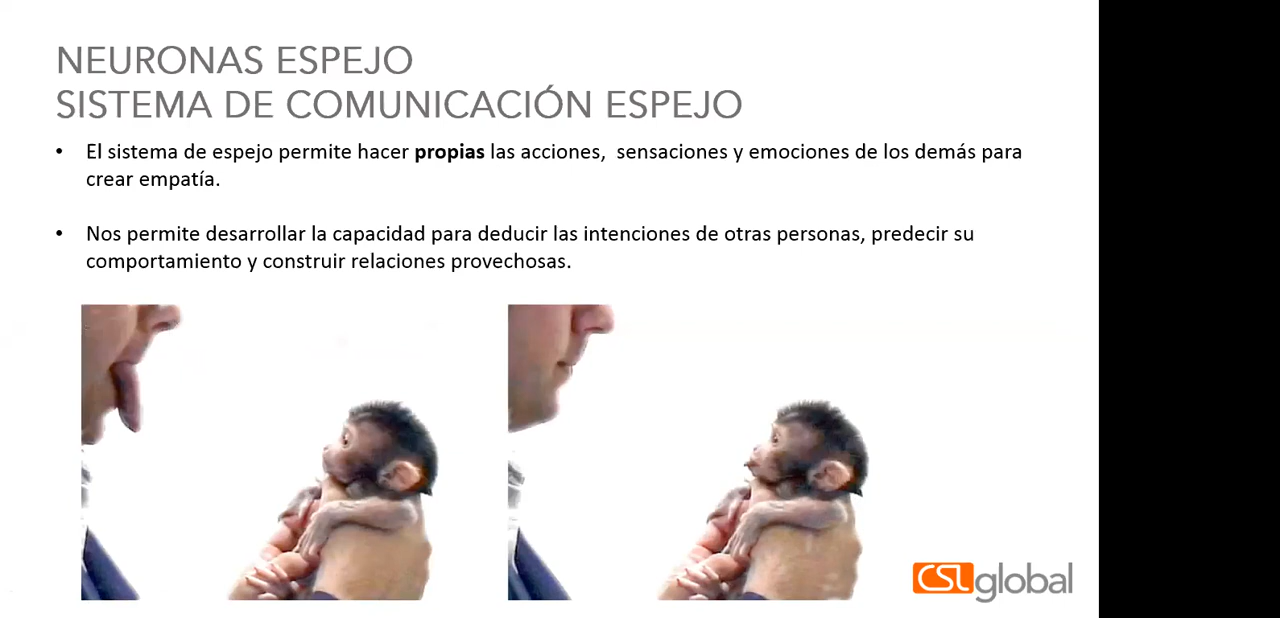 NEURONAS ESPEJO
SISTEMA DE COMUNICACIÓN ESPEJO
• El sistema de espejo permite hacer propias las acciones,  sensaciones y emociones de los demás para
crear empatía.
• Nos permite desarrollar la capacidad para deducir las intenciones de otras personas, predecir su
comportamiento y construir relaciones provechosas.
CSL global